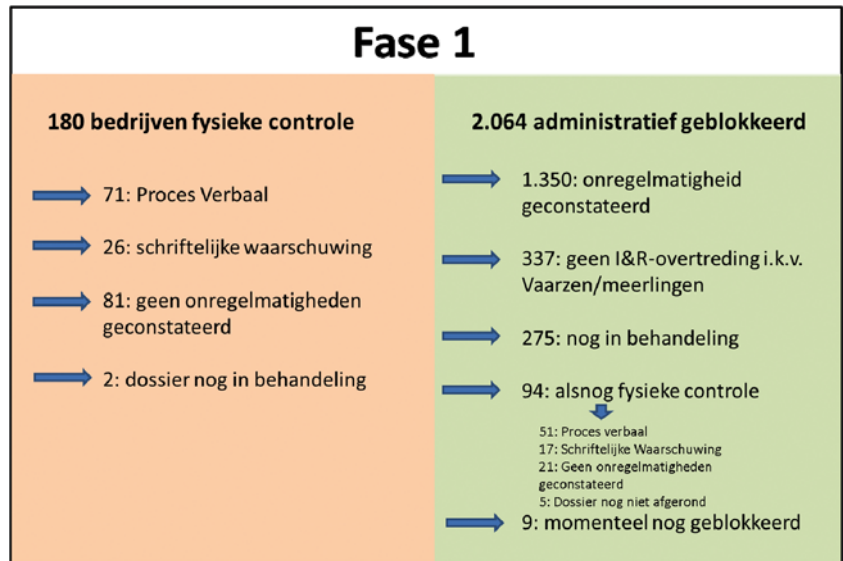 Fase 1
180 bedrijven fysieke controle
71: Proces Verbaal
26: schriftelijke waarschuwing
81: geen onregelmatigheden
geconstateerd
2: dossier nog in behandeling
2.064 administratief geblokkeerd
1.350: onregelmatigheid
geconstateerd
337: geen I&R-overtreding i.k.v.
Vaarzen/meerlingen
275: nog in behandeling
94: alsnog fysieke controle
51: Proces verbaal
17: Schriftelijke Waarschuwing
21: Geen onregelmatigheden
geconstateerd
5: Dossier nog niet afgerond
9: momenteel nog geblokkeerd